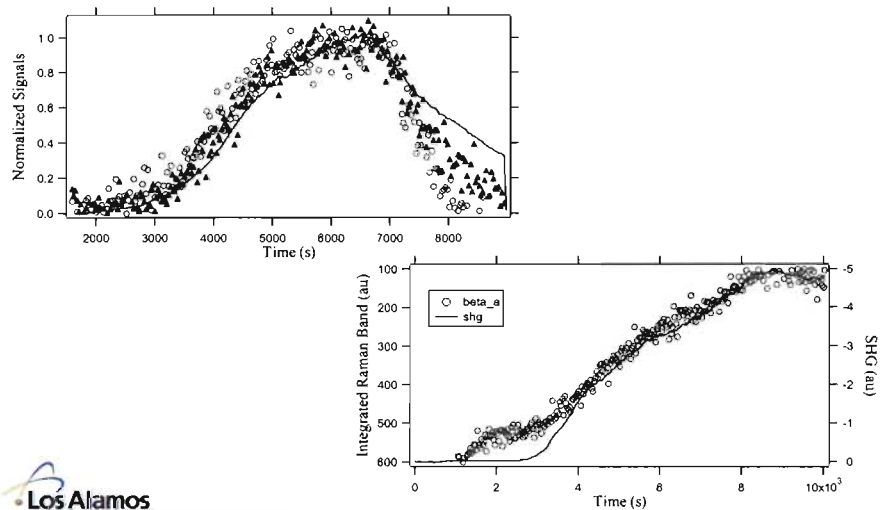 Normalized Signals
1 0
0.8
0.6
0.4
0.2
0.0
2000 3000 4000 5000 6000 7000 8000
Time (s)
Integrated Raman Band (au)
100
200
300
400
500
600
beta_a
shg
-5
-4
-3
-2
-1
0
SHG (au)
0 2 4 6 8 10x10³
Time (s)
Los Alamos